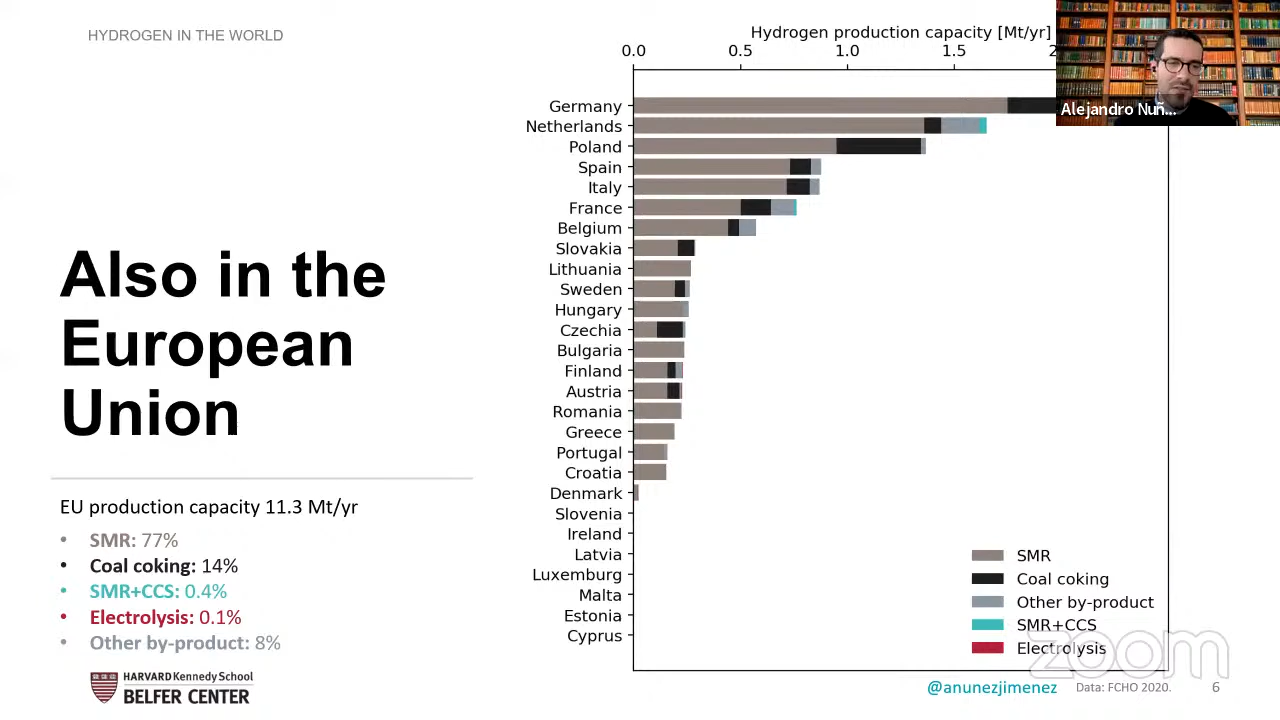 HYDROGEN IN THE WORLD
Also in the
European
Union
EU production capacity 11.3 Mt/yr
• SMR: 77%
• Coal coking: 14%
• SMR+CCS: 0.4%
• Electrolysis: 0.1%
• Other by-product: 8%
HARVARD Kennedy School
BELFER CENTER
Hydrogen production capacity [Mt/yr]
0.0 0.5 1.0 1.5 2
Germany
Netherlands
Poland
Spain
Italy
France
Belgium
Slovakia
Lithuania
Sweden
Hungary
Czechia
Bulgaria
Finland
Austria
Romania
Greece
Portugal
Croatia
Denmark
Slovenia
Ireland
Latvia
Luxemburg
Malta
Estonia
Cyprus
SMR
Coal coking
Other by-product
SMR+CCS
Electrolysis
Alejandro Nuñ...
zoom
@anunezjimenez Data: FCHO 2020. 6